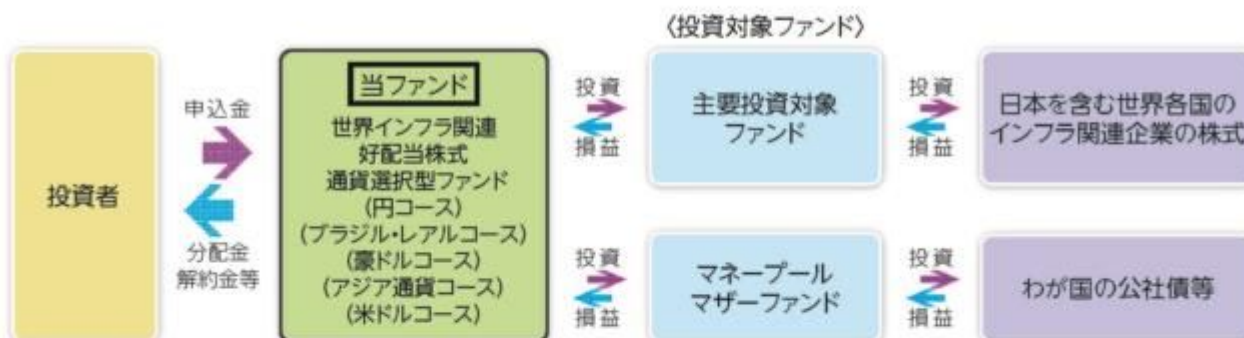 〈投資対象ファンド〉
投資者
申込金
分配金
解約金等
当ファンド
世界インフラ関連
好配当株式
通貨選択型ファンド
(円コース)
(ブラジル・レアルコース)
(豪ドルコース)
(アジア通貨コース)
(米ドルコース)
投資
損益
主要投資対象
ファンド
投資
損益
日本を含む世界各国の
インフラ関連企業の株式
投資
損益
マネープール
マザーファンド
投資
損益
わが国の公社債等